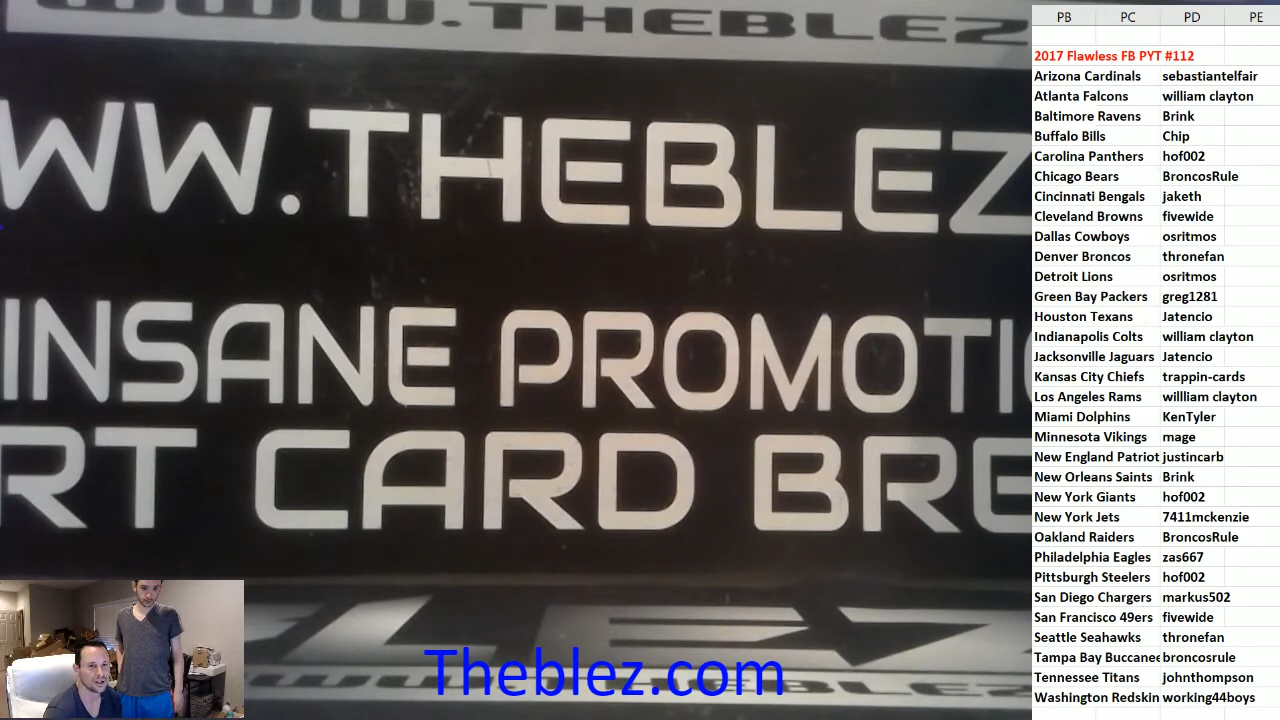 WWW.THEBLEZ
WW.THEBLEZ
INSANE PROMOTI
RT CARD BRE
LEZ
Theblez.com
THEBLEZ
PB PC PD PE
2017 Flawless FB PYT #112
Arizona Cardinals sebastiantelfair
Atlanta Falcons william clayton
Baltimore Ravens Brink
Buffalo Bills Chip
Carolina Panthers hof002
Chicago Bears BroncosRule
Cincinnati Bengals jaketh
Cleveland Browns fivewide
Dallas Cowboys osritmos
Denver Broncos thronefan
Detroit Lions osritmos
Green Bay Packers greg1281
Houston Texans Jatencio
Indianapolis Colts william clayton
Jacksonville Jaguars Jatencio
Kansas City Chiefs trappin-cards
Los Angeles Rams willliam clayton
Miami Dolphins KenTyler
Minnesota Vikings mage
New England Patriot justincarb
New Orleans Saints Brink
New York Giants hof002
New York Jets 7411mckenzie
Oakland Raiders BroncosRule
Philadelphia Eagles zas667
Pittsburgh Steelers hof002
San Diego Chargers markus502
San Francisco 49ers fivewide
Seattle Seahawks thronefan
Tampa Bay Buccanee broncosrule
Tennessee Titans johnthompson
Washington Redskin working44boys